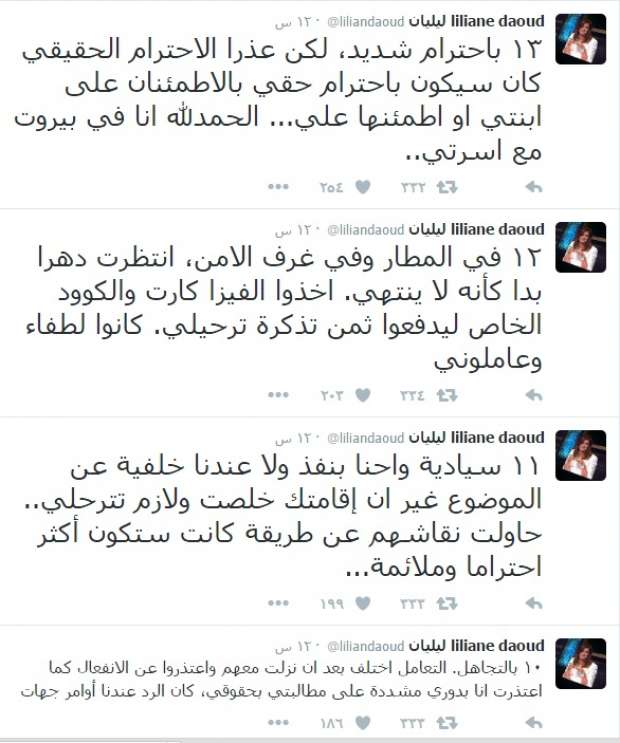 liliane daoud ليليان @liliandaoud · ١٢ س
١٣ باحترام شديد، لكن عذرا الاحترام الحقيقي
كان سيكون باحترام حقي بالاطمئنان على
ابنتي او اطمئنها علي... الحمدلله انا في بيروت
مع اسرتي..
٣٣٢ ٢٥٤
liliane daoud ليليان @liliandaoud · ١٢ س
١٢ في المطار وفي غرف الامن، انتظرت دهرا
بدا كأنه لا ينتهي. اخذوا الفيزا كارت والكوود
الخاص ليدفعوا ثمن تذكرة ترحيلي. كانوا لطفاء
وعاملوني
٣٣٤ ٢٠٣
liliane daoud ليليان @liliandaoud · ١٢ س
١١ سيادية واحنا بنفذ ولا عندنا خلفية عن
الموضوع غير ان إقامتك خلصت ولازم تترحلي..
حاولت نقاشهم عن طريقة كانت ستكون أكثر
احتراما وملائمة...
٣٣٣ ١٩٩
liliane daoud ليليان @liliandaoud · ١٢ س
١٠ بالتجاهل. التعامل اختلف بعد ان نزلت معهم واعتذروا عن الانفعال كما
اعتذرت انا بدوري مشددة على مطالبتي بحقوقي، كان الرد عندنا أوامر جهات
٣٣٣ ١٨٦